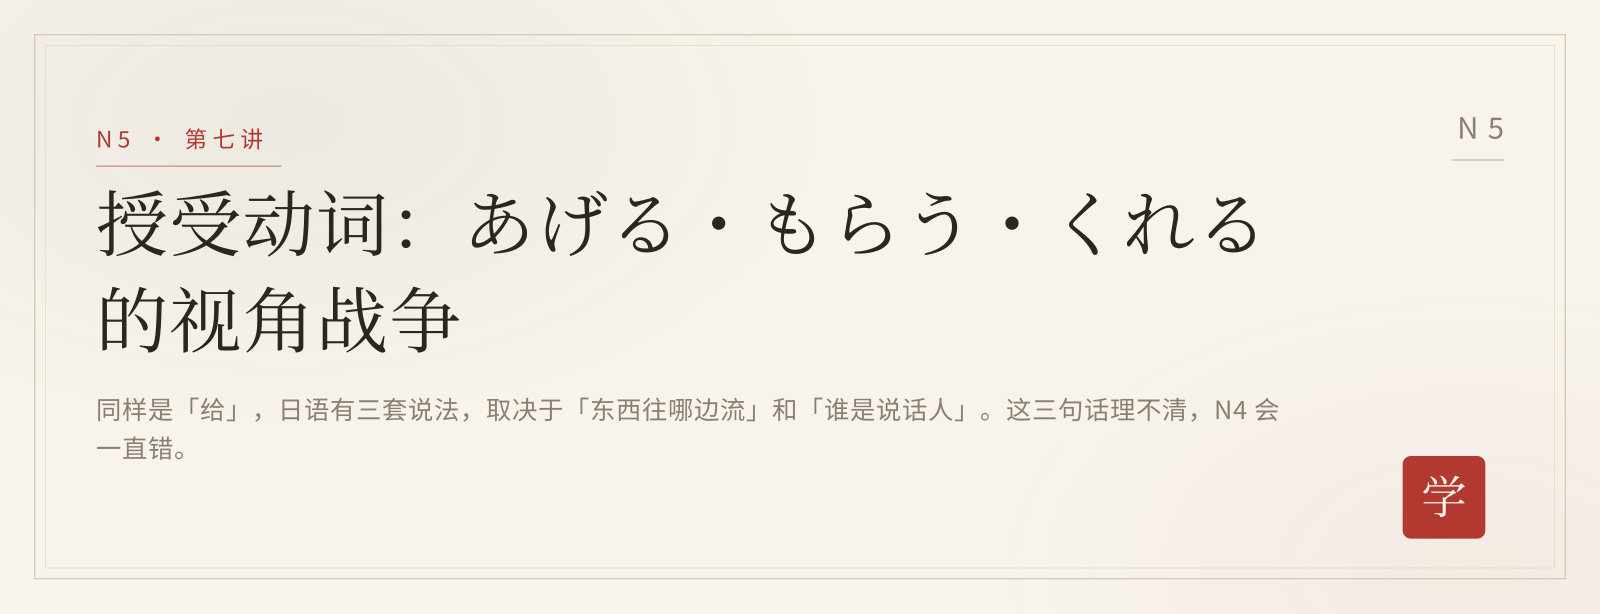 N5 · 第七讲
N5
授受动词：あげる・もらう・くれる
的视角战争
同样是「给」，日语有三套说法，取决于「东西往哪边流」和「谁是说话人」。这三句话理不清，N4 会
一直错。
学